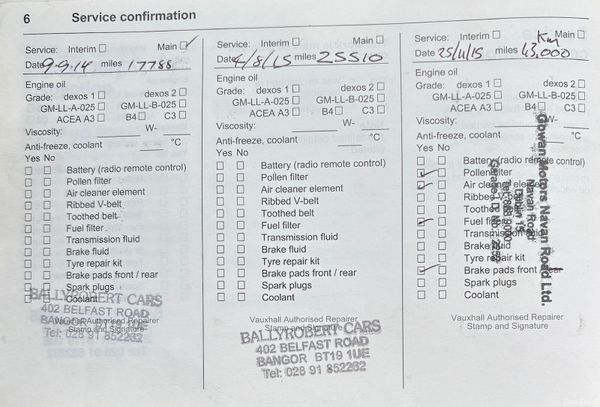 6 Service confirmation
Service: Interim Main ✓
Date 9-9-14 miles 17788
Engine oil
Grade: dexos 1 dexos 2
GM-LL-A-025 GM-LL-B-025
ACEA A3 B4 C3
Viscosity: W-
Anti-freeze, coolant °C
Yes No
Battery (radio remote control)
Pollen filter
Air cleaner element
Ribbed V-belt
Toothed belt
Fuel filter
Transmission fluid
Brake fluid
Tyre repair kit
Brake pads front / rear
Spark plugs
Coolant
Vauxhall Authorised Repairer
Stamp and Signature
BALLYROBERT CARS
402 BELFAST ROAD
BANGOR BT19 1UE
Tel: 028 91 852262
Service: Interim Main
Date /8/15 miles 25510
Engine oil
Grade: dexos 1 dexos 2
GM-LL-A-025 GM-LL-B-025
ACEA A3 B4 C3
Viscosity: W-
Anti-freeze, coolant °C
Yes No
Battery (radio remote control)
Pollen filter
Air cleaner element
Ribbed V-belt
Toothed belt
Fuel filter
Transmission fluid
Brake fluid
Tyre repair kit
Brake pads front / rear
Spark plugs
Coolant
Vauxhall Authorised Repairer
Stamp and Signature
BALLYROBERT CARS
402 BELFAST ROAD
BANGOR BT19 1UE
Tel: 028 91 852262
Service: Interim Main
Km
Date 25/11/15 miles 43,000
Engine oil
Grade: dexos 1 dexos 2
GM-LL-A-025 GM-LL-B-025
ACEA A3 B4 C3
Viscosity: W-
Anti-freeze, coolant °C
Yes No
Battery (radio remote control)
✓ Pollen filter
✓ Air cleaner element
Ribbed V-belt
Toothed belt
✓ Fuel filter
Transmission fluid
Brake fluid
Tyre repair kit
✓ Brake pads front / rear
Spark plugs
Coolant
Vauxhall Authorised Repairer
Stamp and Signature
Gowan Motors Navan Road Ltd.
Navan Road
Dublin 15
Garage I.D. No.